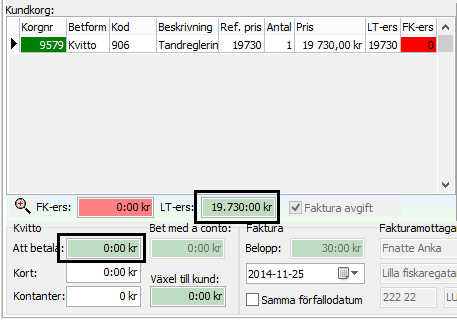 Kundkorg:
Korgnr Betform Kod Beskrivning Ref. pris Antal Pris LT-ers FK-ers
9579 Kvitto 906 Tandreglerin 19730 1 19 730,00 kr 19730 0
FK-ers: 0:00 kr LT-ers: 19.730:00 kr Faktura avgift
Kvitto Bet med a conto: Faktura Fakturamottaga
Att betala: 0:00 kr 0:00 kr Belopp: 30:00 kr Fnatte Anka
Kort: 0:00 kr Växel till kund: 2014-11-25 Lilla fiskaregata
Kontanter: 0 kr 0:00 kr Samma förfallodatum 222 22 LU